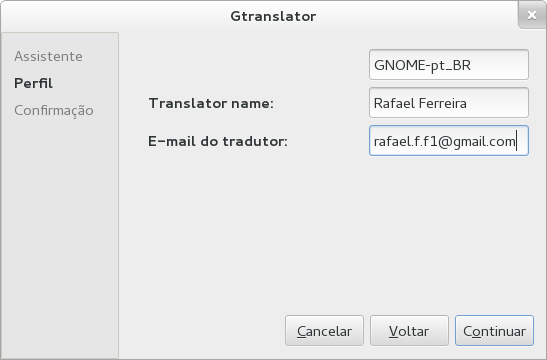 Gtranslator
Assistente
Perfil
Confirmação
GNOME-pt_BR
Translator name:
Rafael Ferreira
E-mail do tradutor:
rafael.f.f1@gmail.com
Cancelar
Voltar
Continuar